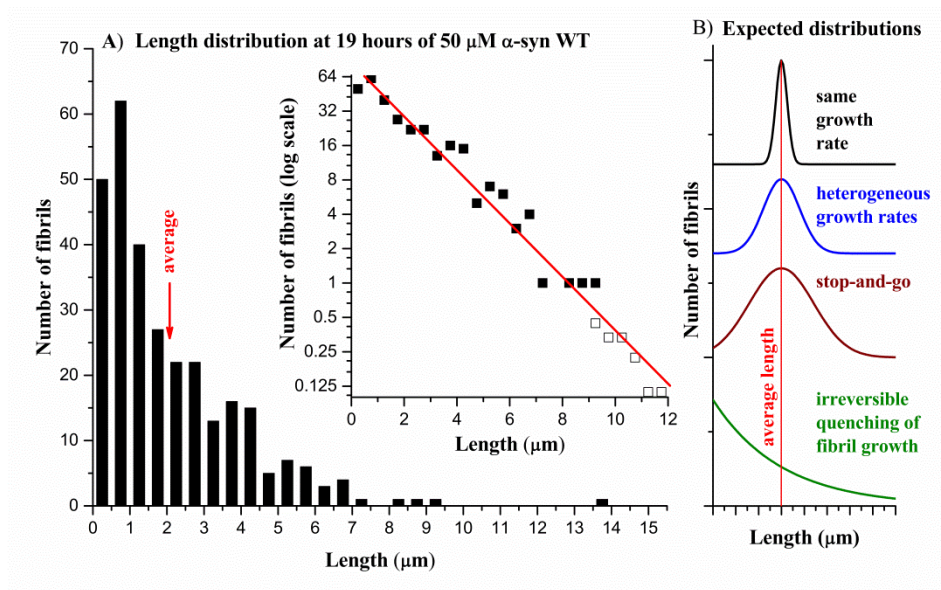 A) Length distribution at 19 hours of 50 μM α-syn WT
Number of fibrils
70
60
50
40
30
20
10
0
average
0 1 2 3 4 5 6 7 8 9 10 11 12 13 14 15
Length (μm)
Number of fibrils (log scale)
64
32
16
8
4
2
1
0.5
0.25
0.125
0 2 4 6 8 10 12
Length (μm)
B) Expected distributions
Number of fibrils
same
growth
rate
heterogeneous
growth rates
stop-and-go
average length
irreversible
quenching of
fibril growth
Length (μm)